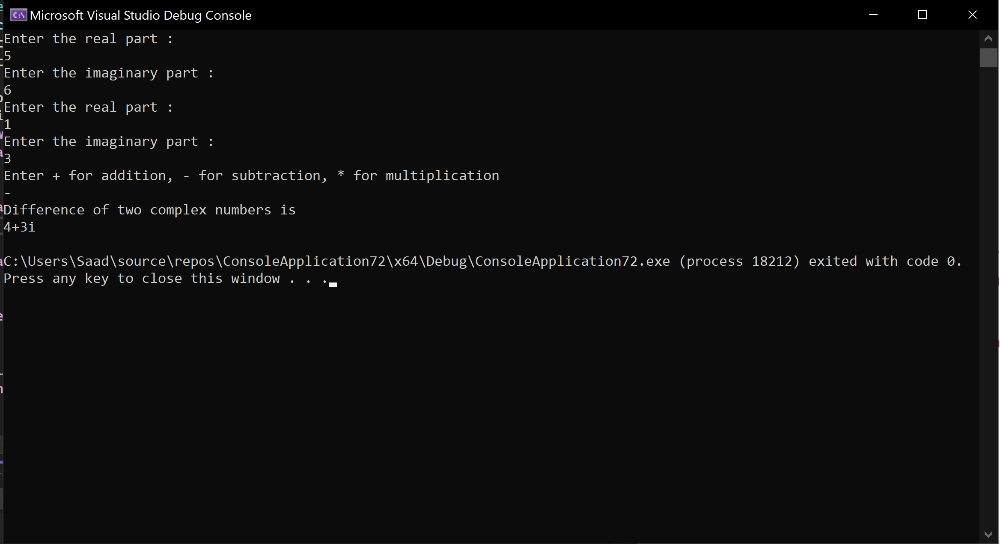 Microsoft Visual Studio Debug Console
Enter the real part :
5
Enter the imaginary part :
6
Enter the real part :
1
Enter the imaginary part :
3
Enter + for addition, - for subtraction, * for multiplication
-
Difference of two complex numbers is
4+3i
C:\Users\Saad\source\repos\ConsoleApplication72\x64\Debug\ConsoleApplication72.exe (process 18212) exited with code 0.
Press any key to close this window . . .